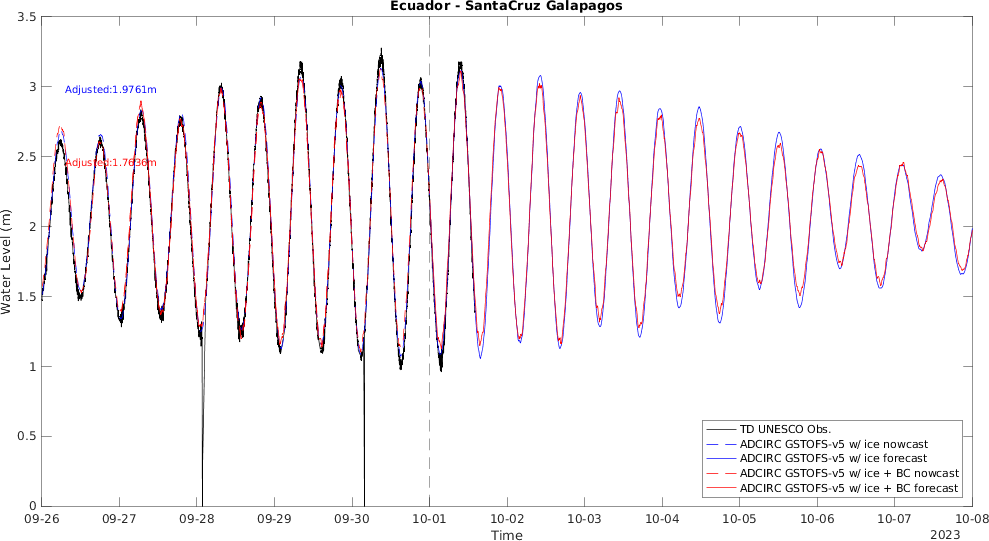 Ecuador - SantaCruz Galapagos
3.5
3
2.5
2
1.5
1
0.5
0
Water Level (m)
Adjusted:1.9761m
Adjusted:1.7636m
TD UNESCO Obs.
ADCIRC GSTOFS-v5 w/ ice nowcast
ADCIRC GSTOFS-v5 w/ ice forecast
ADCIRC GSTOFS-v5 w/ ice + BC nowcast
ADCIRC GSTOFS-v5 w/ ice + BC forecast
09-26 09-27 09-28 09-29 09-30 10-01 10-02 10-03 10-04 10-05 10-06 10-07 10-08
Time
2023